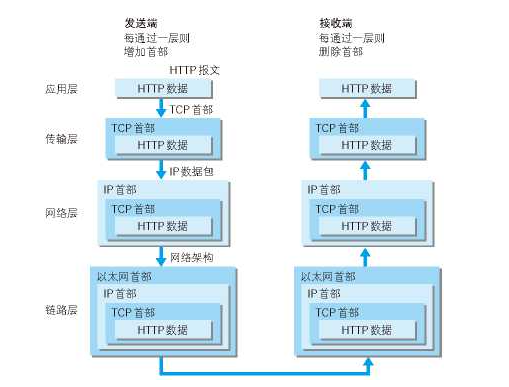 发送端
每通过一层则
增加首部
接收端
每通过一层则
删除首部
HTTP 报文
应用层
HTTP 数据
HTTP 数据
TCP 首部
传输层
TCP 首部
HTTP 数据
TCP 首部
HTTP 数据
IP 数据包
网络层
IP 首部
TCP 首部
HTTP 数据
IP 首部
TCP 首部
HTTP 数据
网络架构
链路层
以太网首部
IP 首部
TCP 首部
HTTP 数据
以太网首部
IP 首部
TCP 首部
HTTP 数据